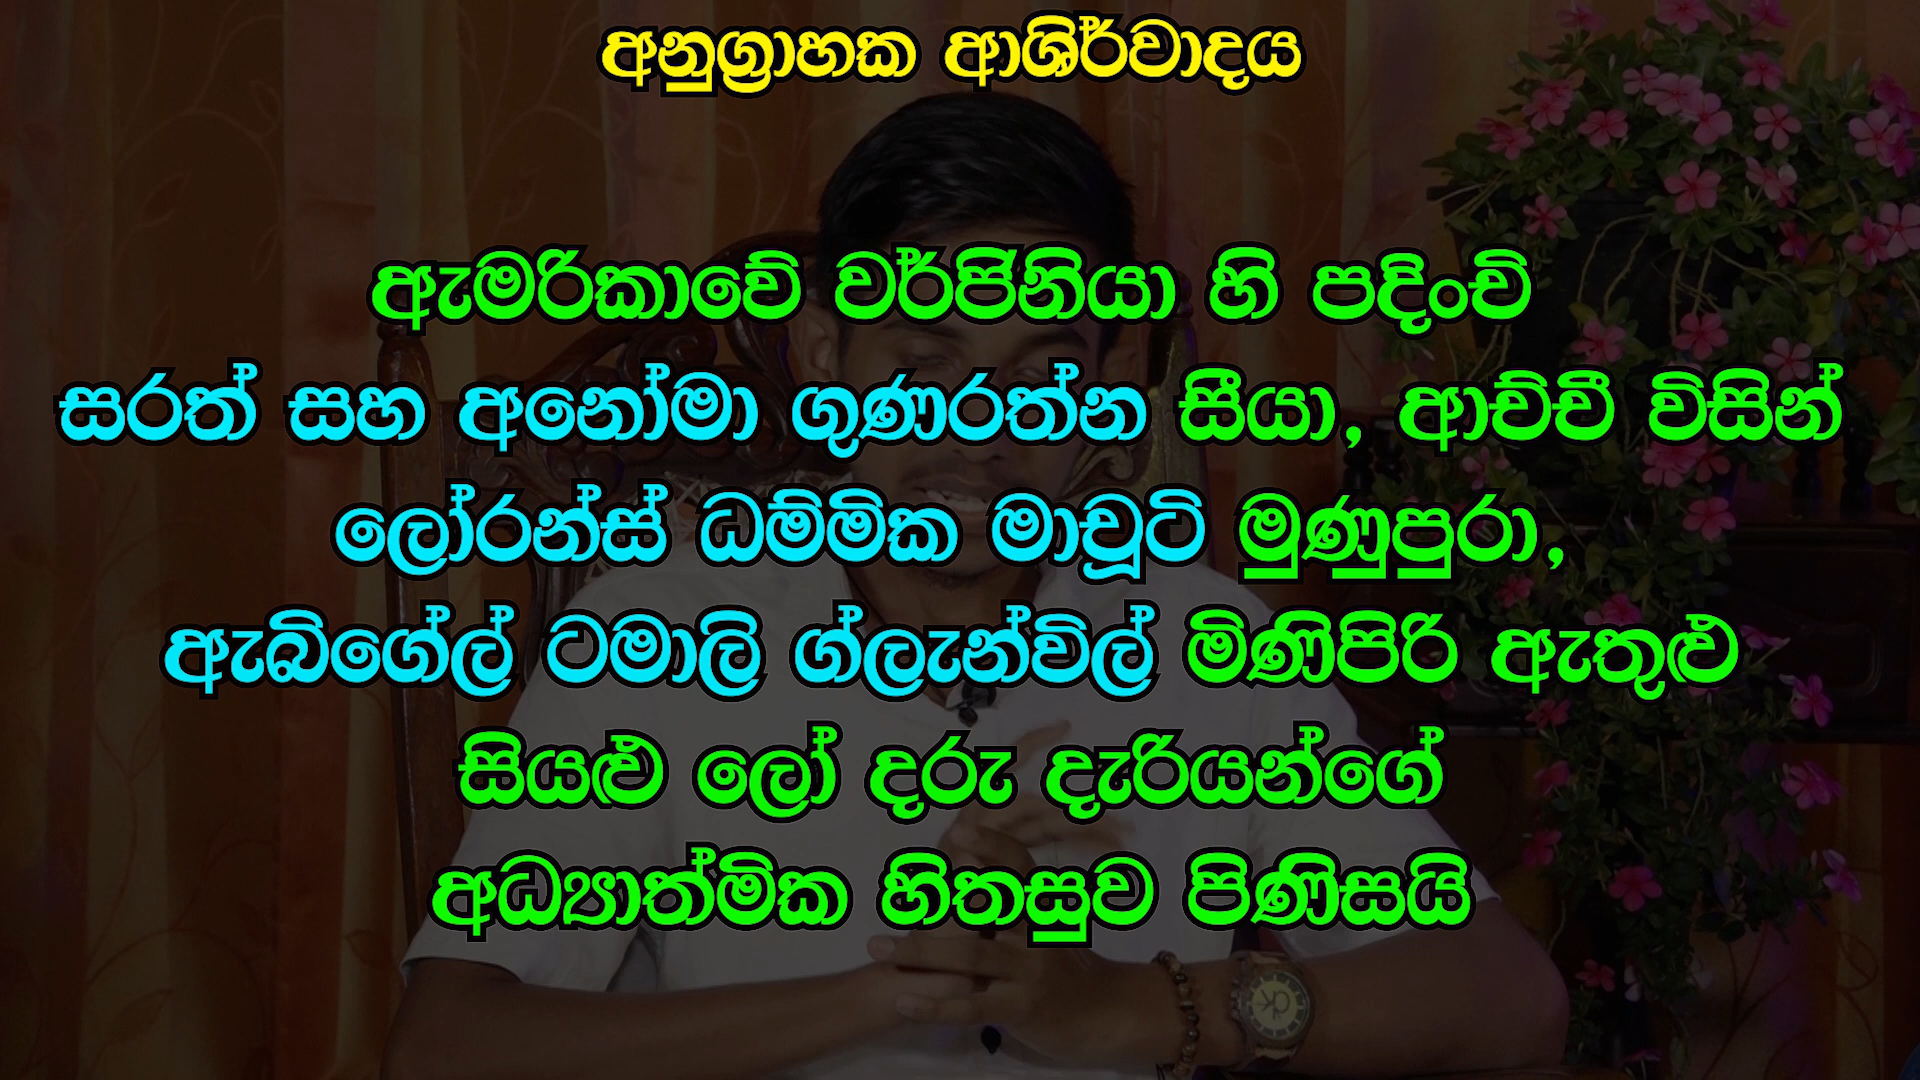 අනුග්‍රාහක ආශිර්වාදය
ඇමරිකාවේ වර්ජිනියා හි පදිංචි
සරත් සහ අනෝමා ගුණරත්න සීයා, ආච්චී විසින්
ලෝරන්ස් ධම්මික මාචූටි මුණුපුරා,
ඇබිගේල් ටමාලි ග්ලැන්විල් මිණිපිරි ඇතුළු
සියළු ලෝ දරු දැරියන්ගේ
අධ්‍යාත්මික හිතසුව පිණිසයි